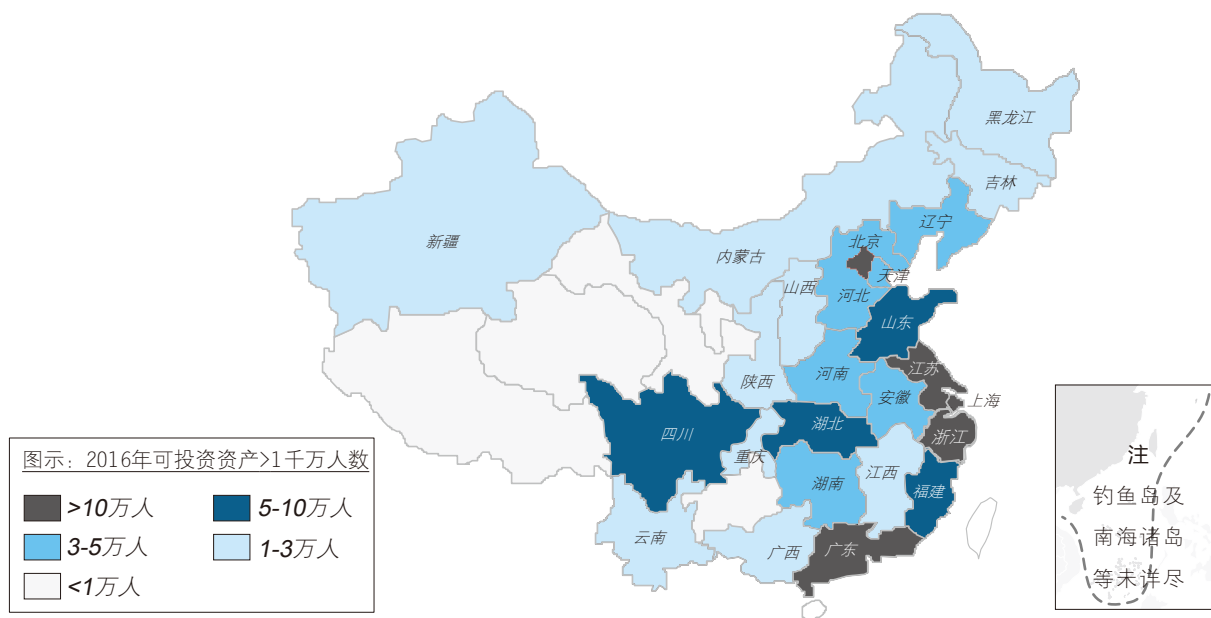 黑龙江
吉林
辽宁
新疆
内蒙古
北京
天津
山西
河北
山东
陕西
河南
江苏
安徽
上海
四川
湖北
浙江
重庆
江西
湖南
福建
云南
广西
广东
图示：2016年可投资资产>1千万人数
>10万人
5-10万人
3-5万人
1-3万人
<1万人
注
钓鱼岛及
南海诸岛
等未详尽